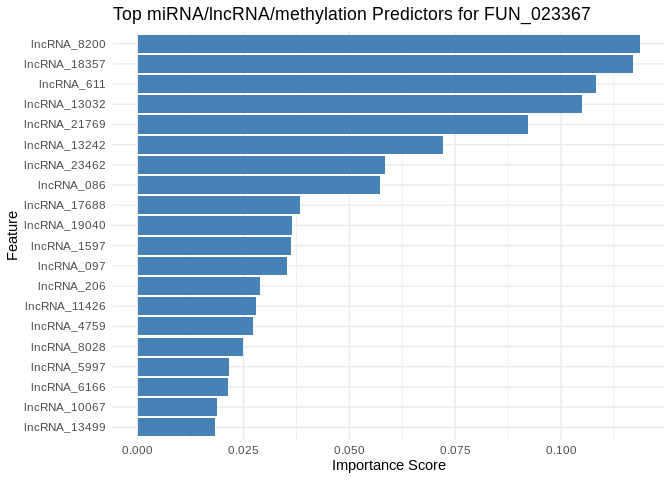 Top miRNA/lncRNA/methylation Predictors for FUN_023367
Feature
lncRNA_8200
lncRNA_18357
lncRNA_611
lncRNA_13032
lncRNA_21769
lncRNA_13242
lncRNA_23462
lncRNA_086
lncRNA_17688
lncRNA_19040
lncRNA_1597
lncRNA_097
lncRNA_206
lncRNA_11426
lncRNA_4759
lncRNA_8028
lncRNA_5997
lncRNA_6166
lncRNA_10067
lncRNA_13499
0.000 0.025 0.050 0.075 0.100
Importance Score